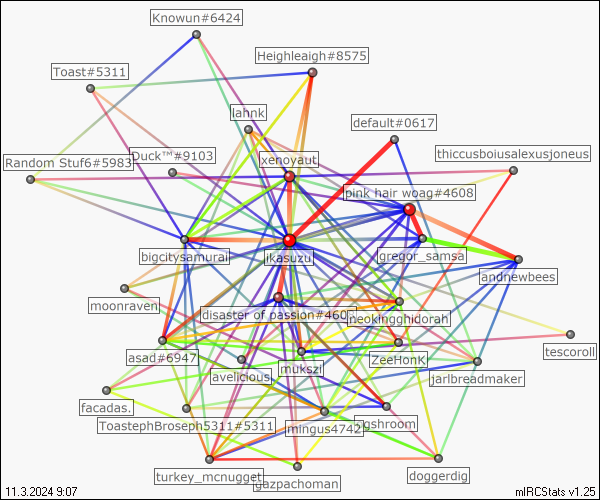 Knowun#6424
Heighleaigh#8575
Toast#5311
lahnk
default#0617
Duck™#9103
xenoyaut
thiccusboiusalexusjoneus
Random Stuf6#5983
pink hair woag#4608
bigcitysamurai
ikasuzu
gregor_samsa
andnewbees
moonraven
disaster of passion#460
neokingghidorah
asad#6947
avelicious
mukszi
ZeeHonK
tescoroll
jarlbreadmaker
facadas.
ToastephBroseph5311#5311
mingus4742
gshroom
turkey_mcnugget
gazpachoman
doggerdig
11.3.2024 9:07
mIRCStats v1.25